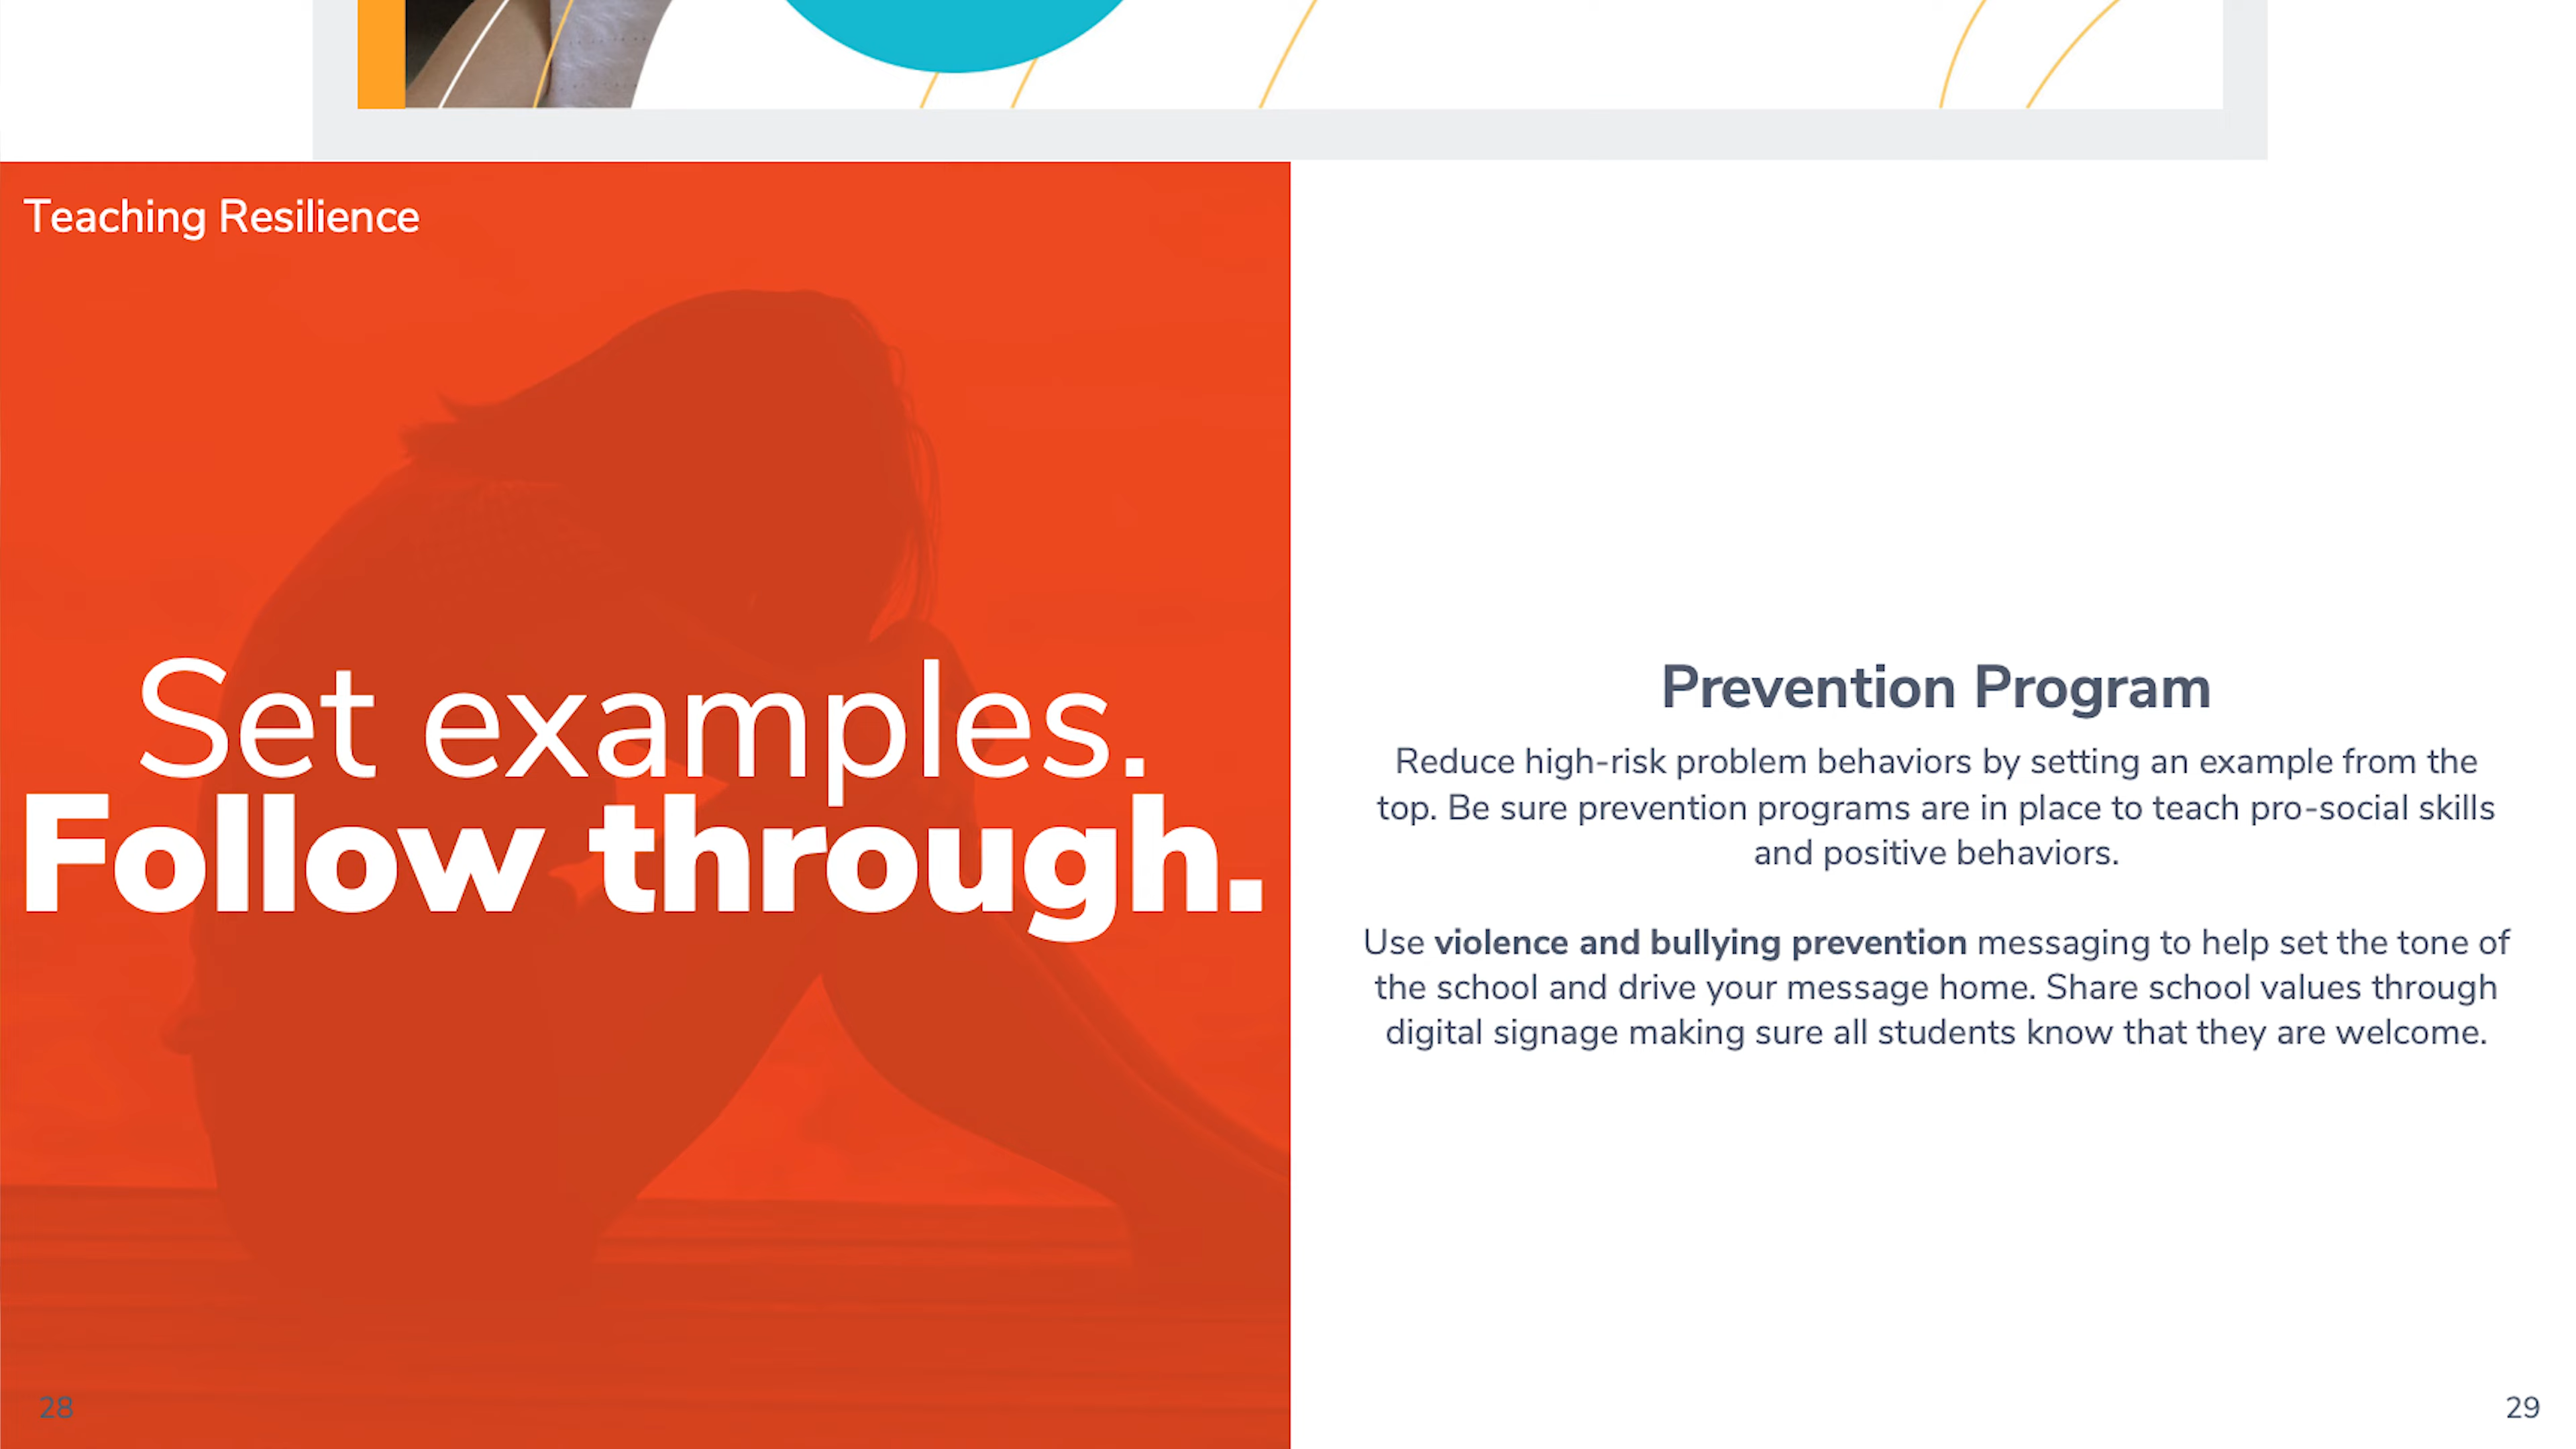 Teaching Resilience
Set examples.
Follow through.
28
Prevention Program
Reduce high-risk problem behaviors by setting an example from the
top. Be sure prevention programs are in place to teach pro-social skills
and positive behaviors.
Use violence and bullying prevention messaging to help set the tone of
the school and drive your message home. Share school values through
digital signage making sure all students know that they are welcome.
29